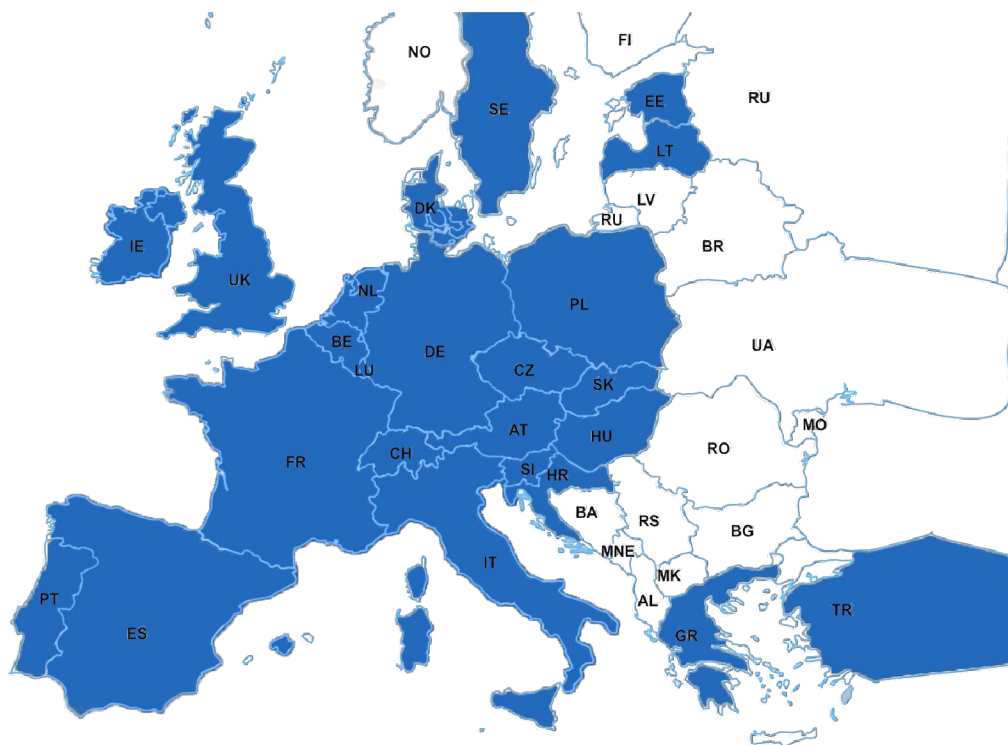 NO
FI
RU
SE
EE
LT
LV
RU
BR
DK
IE
UK
NL
PL
BE
DE
LU
CZ
SK
UA
AT
HU
MO
CH
FR
SI
HR
RO
BA
RS
BG
MNE
IT
MK
AL
PT
ES
GR
TR